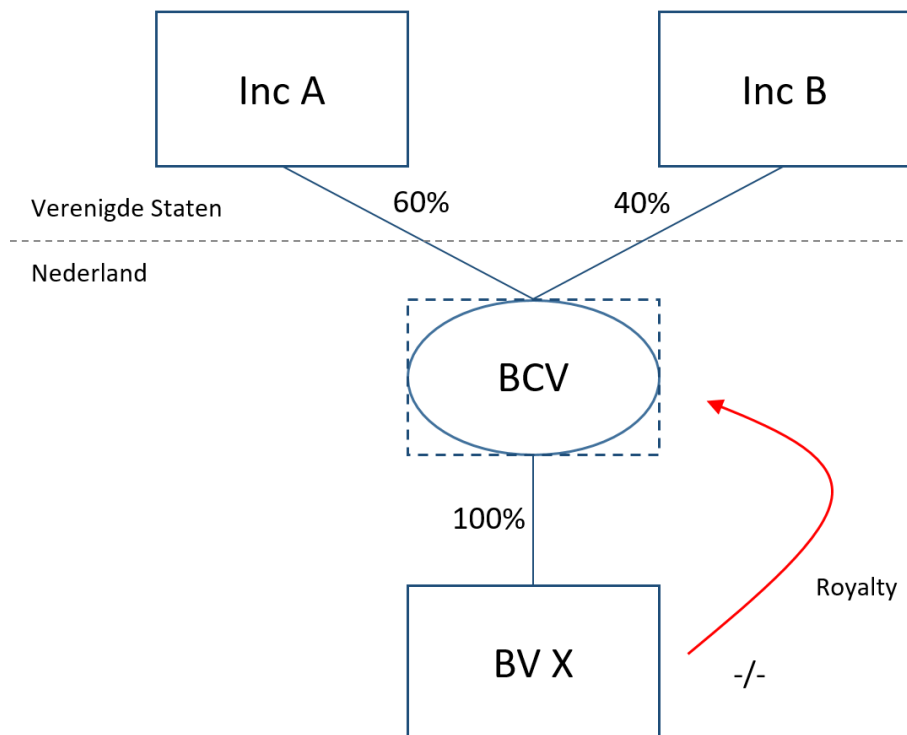 Inc A
Inc B
60%
40%
Verenigde Staten
Nederland
BCV
100%
Royalty
BV X
-/-